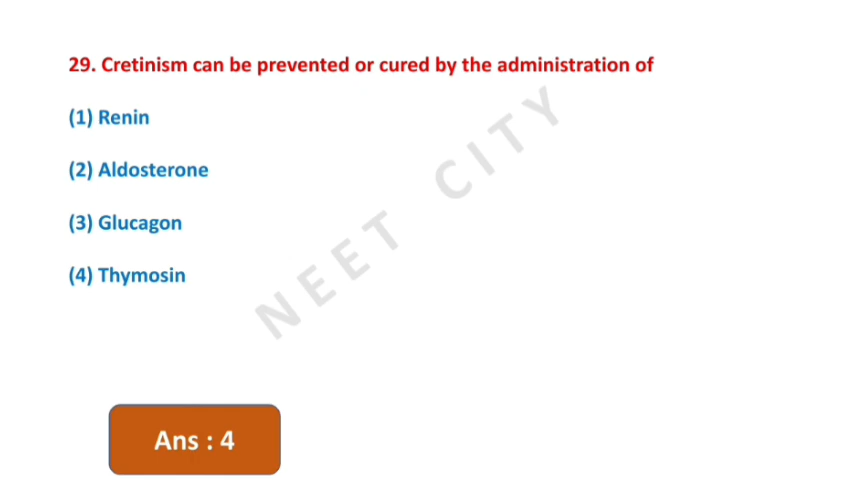 29. Cretinism can be prevented or cured by the administration of
(1) Renin
(2) Aldosterone
(3) Glucagon
(4) Thymosin
NEET CITY
Ans : 4